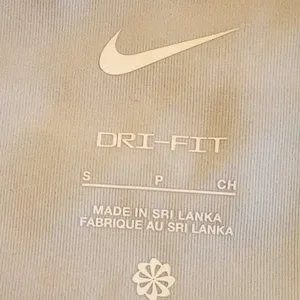 DRI-FIT
S P CH
MADE IN SRI LANKA
FABRIQUE AU SRI LANKA